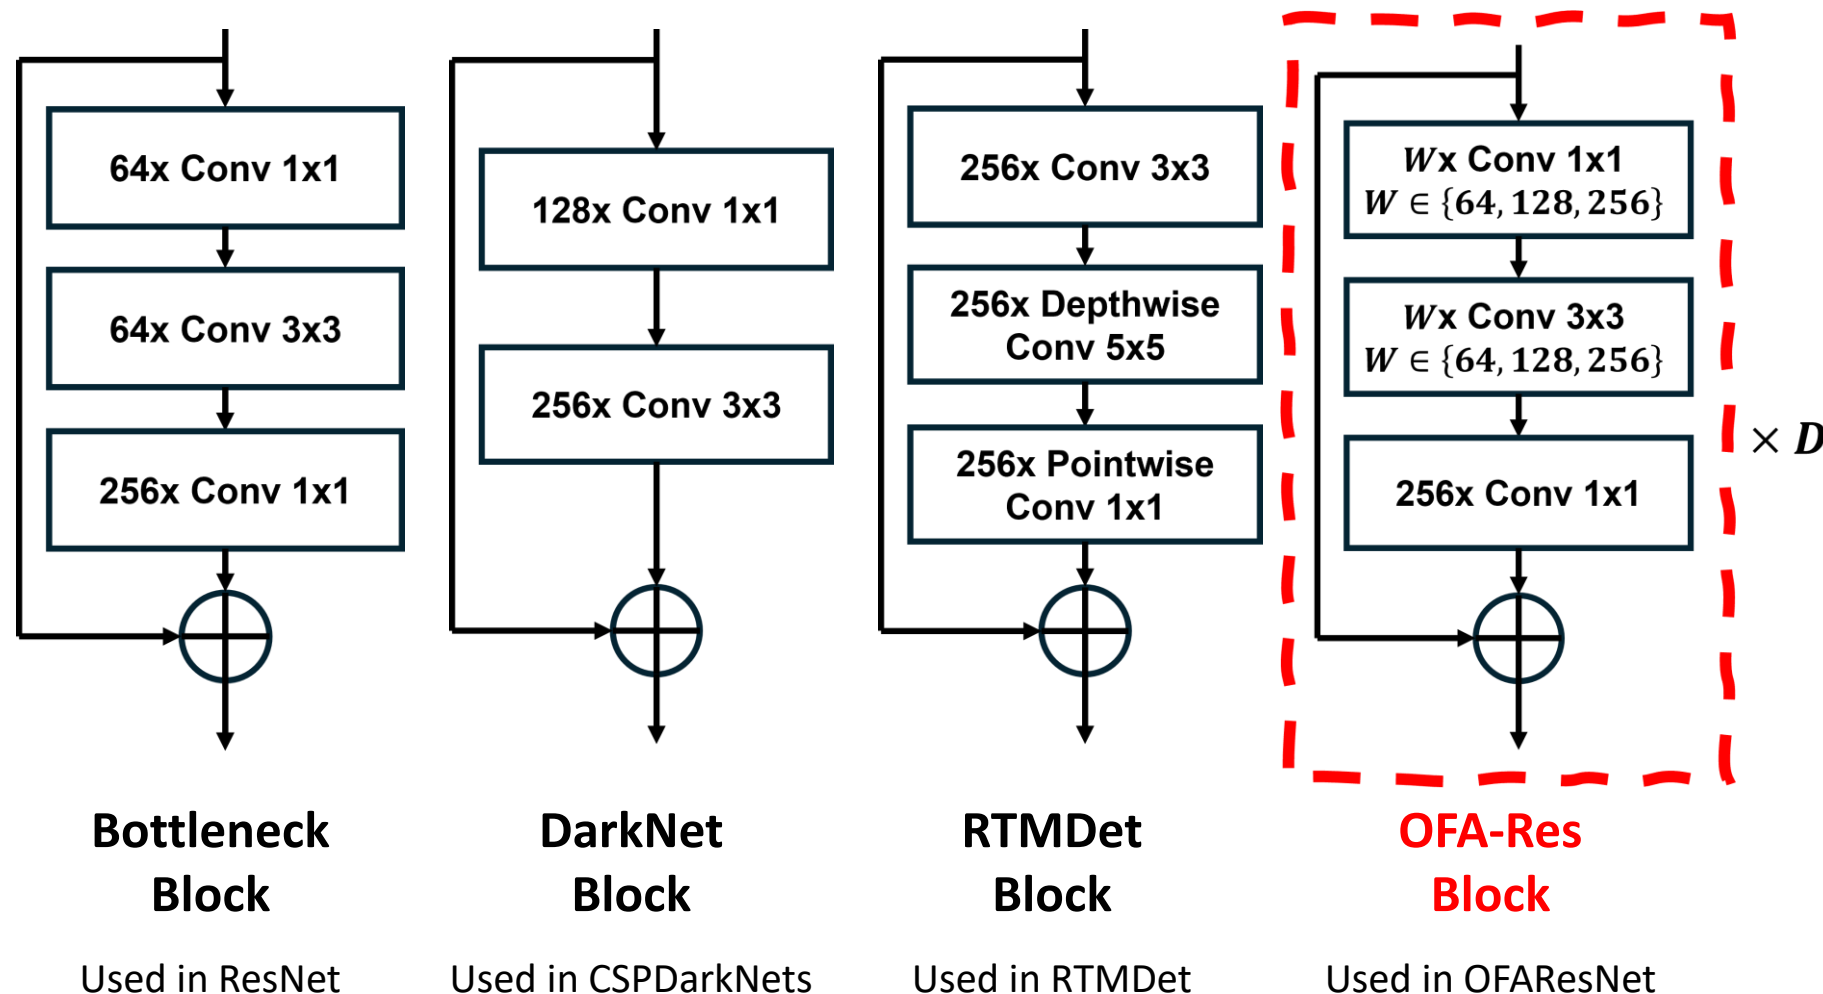 64x Conv 1x1
64x Conv 3x3
256x Conv 1x1
Bottleneck
Block
Used in ResNet
128x Conv 1x1
256x Conv 3x3
DarkNet
Block
Used in CSPDarkNets
256x Conv 3x3
256x Depthwise
Conv 5x5
256x Pointwise
Conv 1x1
RTMDet
Block
Used in RTMDet
Wx Conv 1x1
W ∈ {64, 128, 256}
Wx Conv 3x3
W ∈ {64, 128, 256}
256x Conv 1x1
× D
OFA-Res
Block
Used in OFAResNet